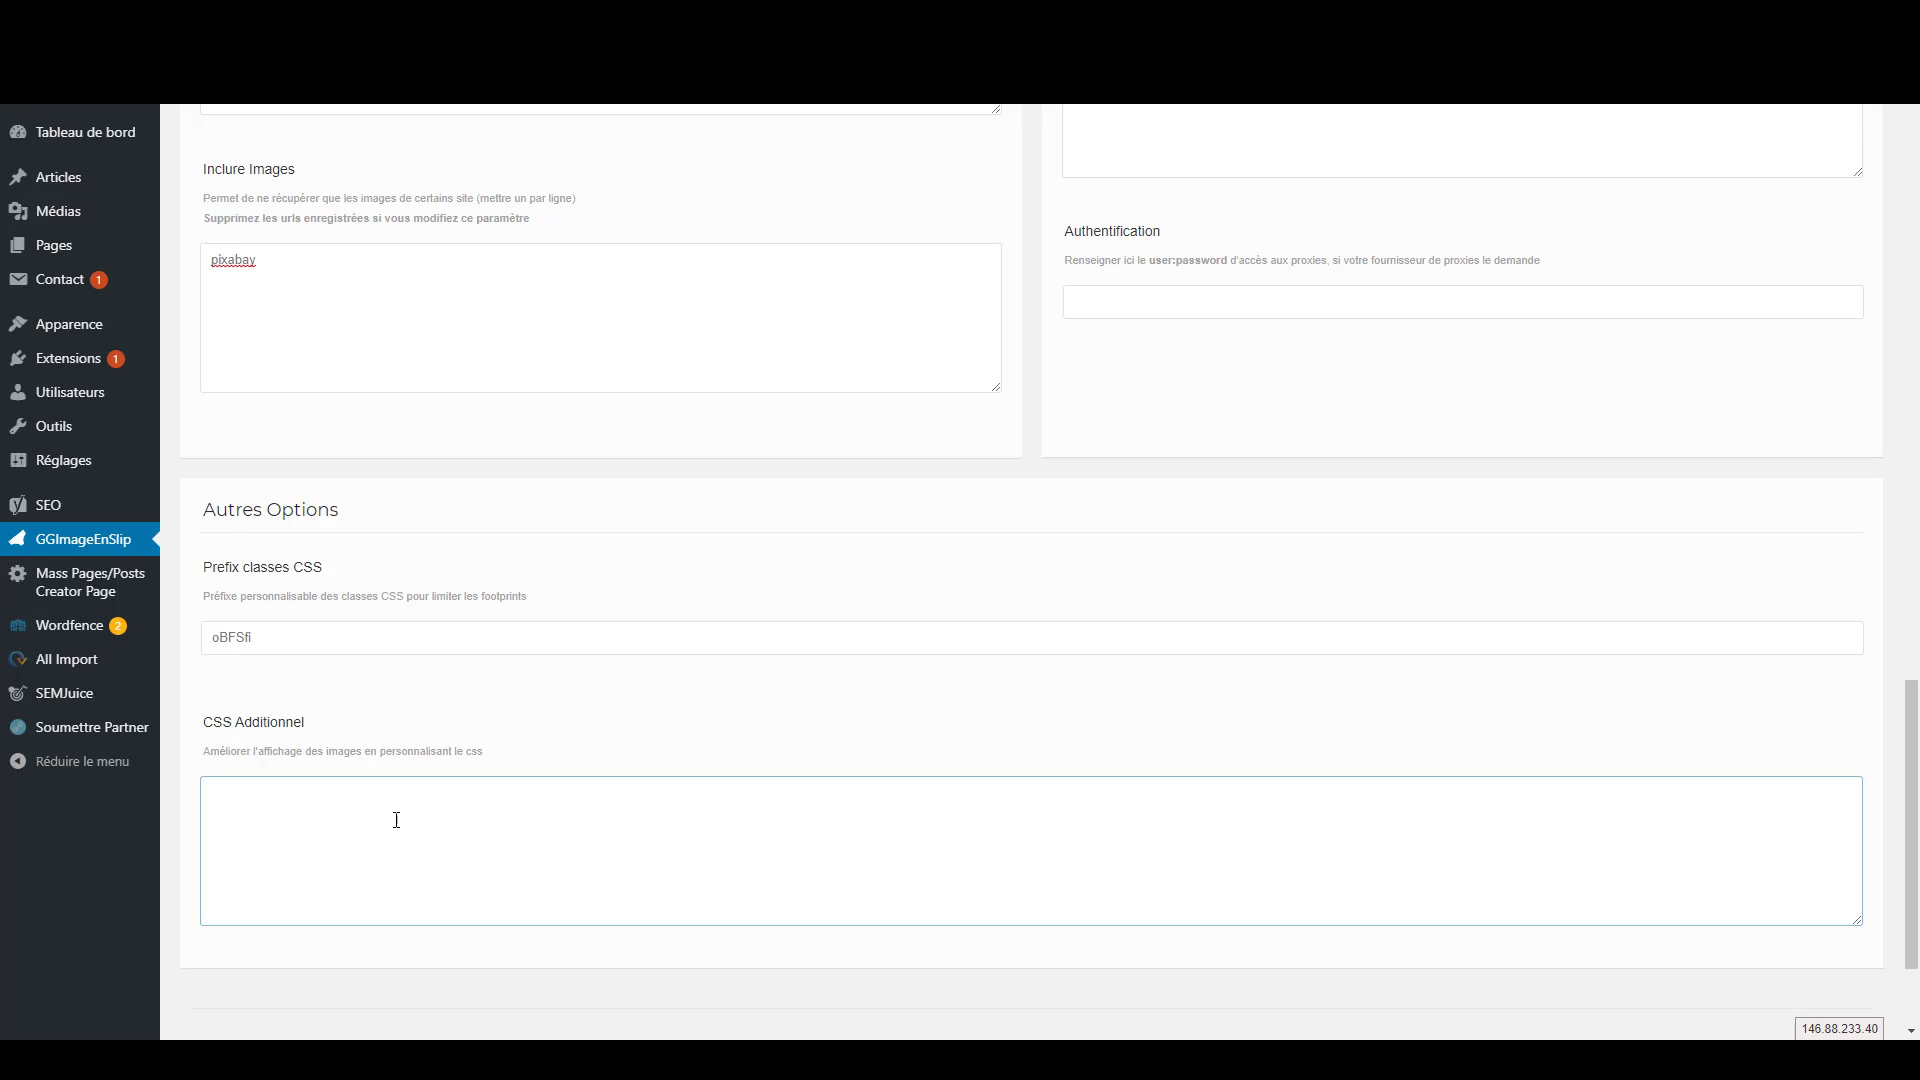 Tableau de bord
Articles
Médias
Pages
Contact 1
Apparence
Extensions 1
Utilisateurs
Outils
Réglages
SEO
GGImageEnSlip
Mass Pages/Posts
Creator Page
Wordfence 2
All Import
SEMJuice
Soumettre Partner
Réduire le menu
Inclure Images
Permet de ne récupérer que les images de certains site (mettre un par ligne)
Supprimez les urls enregistrées si vous modifiez ce paramètre
pixabay
Authentification
Renseigner ici le user:password d'accès aux proxies, si votre fournisseur de proxies le demande
Autres Options
Prefix classes CSS
Préfixe personnalisable des classes CSS pour limiter les footprints
oBFSfi
CSS Additionnel
Améliorer l'affichage des images en personnalisant le css
146.88.233.40